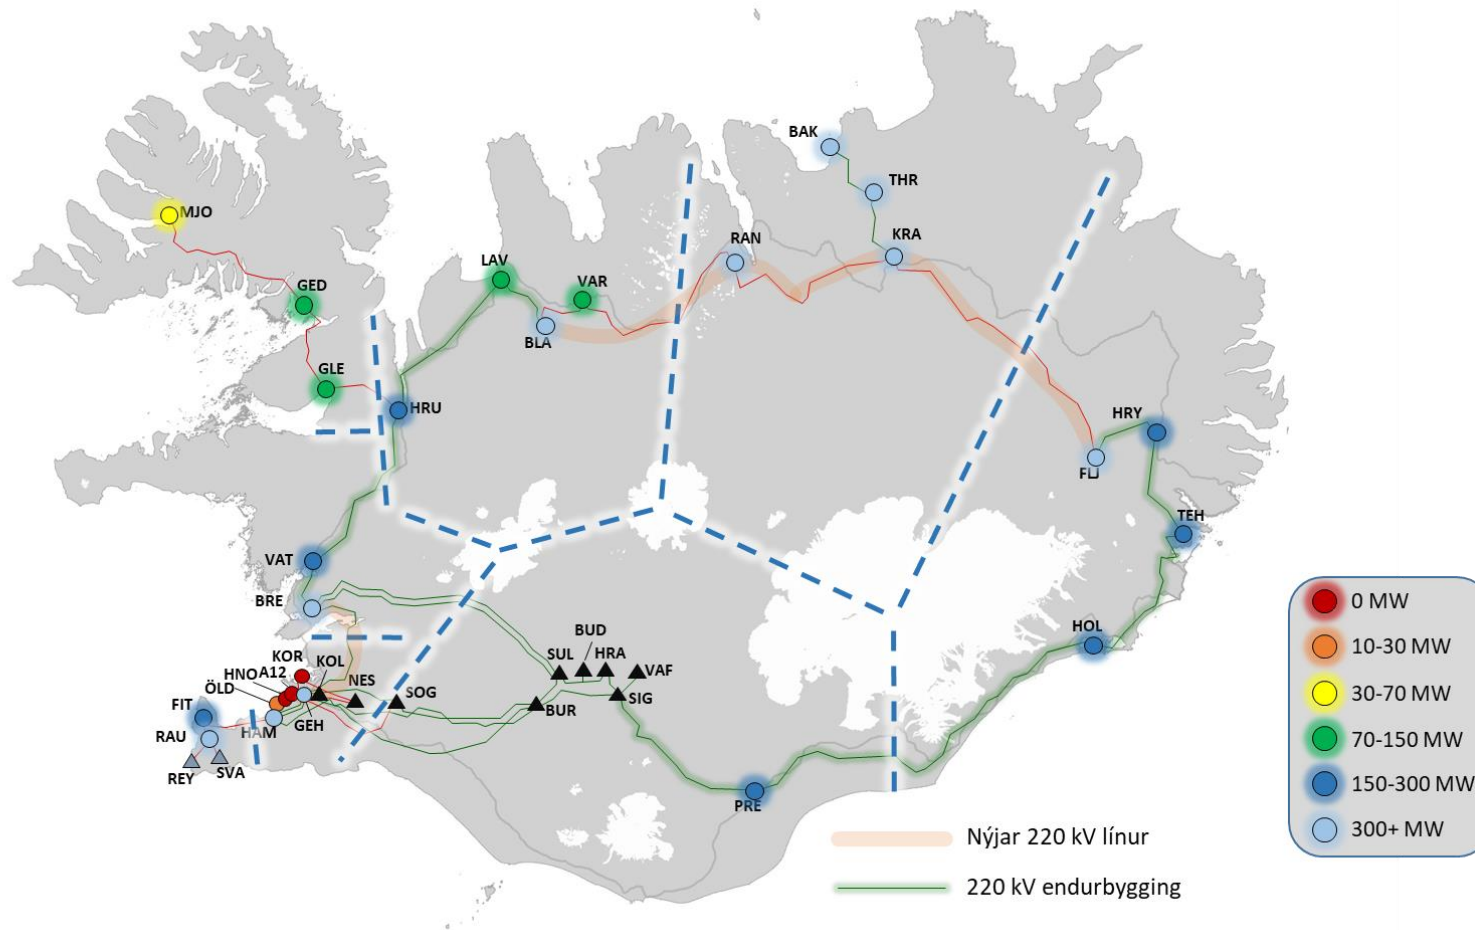 BAK
THR
MJO
RAN
KRA
LAV
VAR
GED
BLA
GLE
HRU
HRY
FLJ
TEH
VAT
BRE
HOL
BUD
KOR
KOL
SUL
HRA
VAF
HNO
A12
NES
ÖLD
SOG
SIG
FIT
GEH
BUR
RAU
HAM
REY
SVA
PRE
0 MW
10-30 MW
30-70 MW
70-150 MW
150-300 MW
300+ MW
Nýjar 220 kV línur
220 kV endurbygging